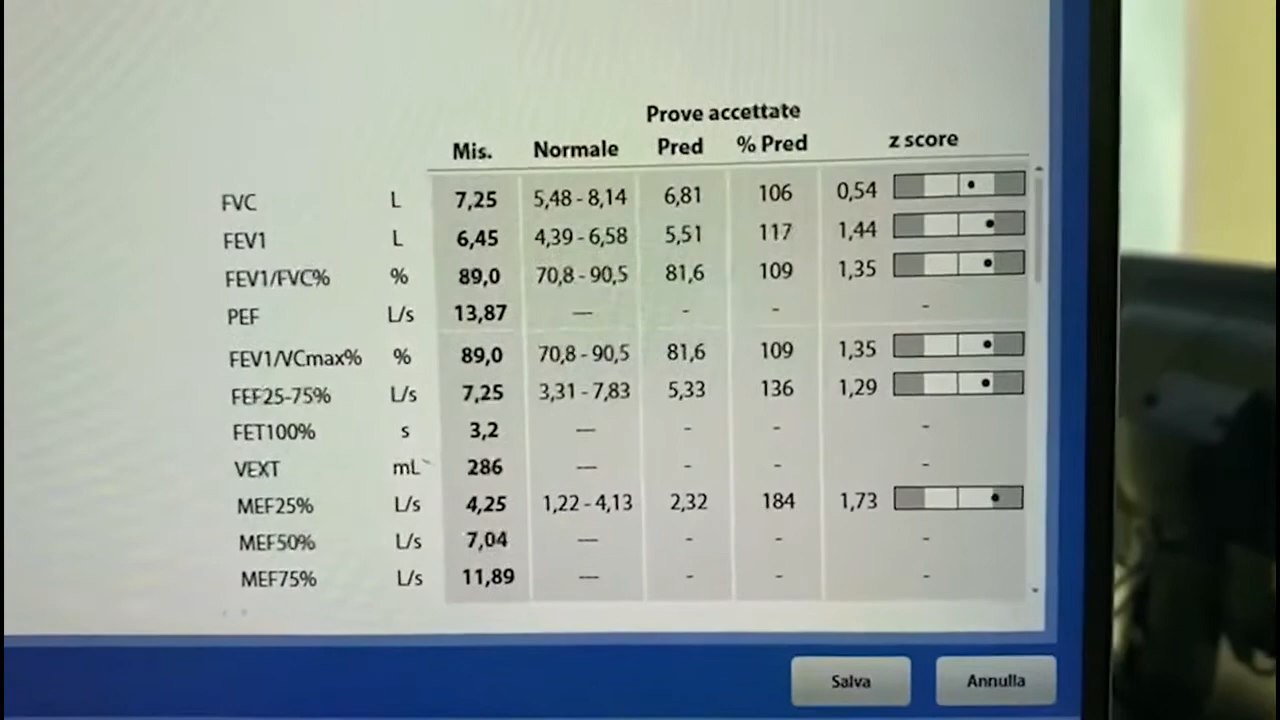 Prove accettate
Mis. Normale Pred % Pred z score
FVC L 7,25 5,48 - 8,14 6,81 106 0,54
FEV1 L 6,45 4,39 - 6,58 5,51 117 1,44
FEV1/FVC% % 89,0 70,8 - 90,5 81,6 109 1,35
PEF L/s 13,87 — - - -
FEV1/VCmax% % 89,0 70,8 - 90,5 81,6 109 1,35
FEF25-75% L/s 7,25 3,31 - 7,83 5,33 136 1,29
FET100% s 3,2 — - - -
VEXT mL 286 — - - -
MEF25% L/s 4,25 1,22 - 4,13 2,32 184 1,73
MEF50% L/s 7,04 — - - -
MEF75% L/s 11,89 — - - -
Salva Annulla